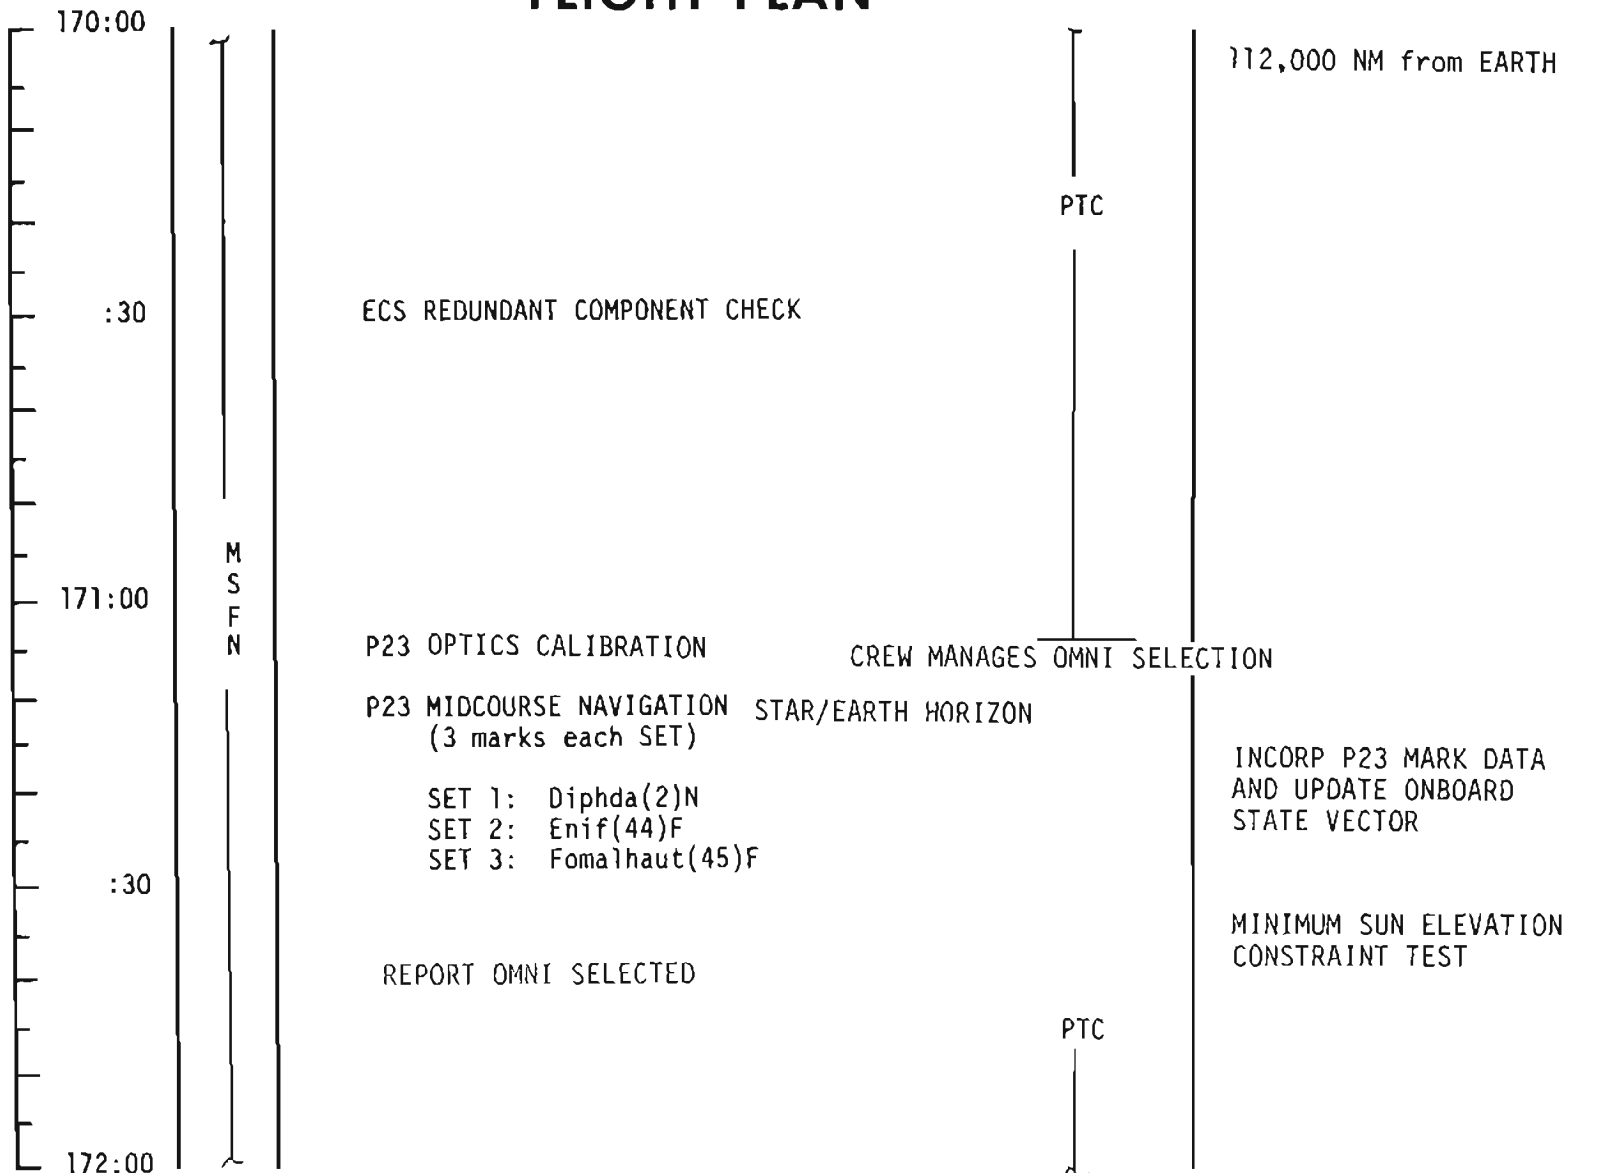 FLIGHT PLAN
170:00
112,000 NM from EARTH
PTC
:30
ECS REDUNDANT COMPONENT CHECK
M
S
F
N
171:00
P23 OPTICS CALIBRATION
CREW MANAGES OMNI SELECTION
P23 MIDCOURSE NAVIGATION STAR/EARTH HORIZON
(3 marks each SET)
INCORP P23 MARK DATA
AND UPDATE ONBOARD
STATE VECTOR
SET 1: Diphda(2)N
SET 2: Enif(44)F
SET 3: Fomalhaut(45)F
:30
MINIMUM SUN ELEVATION
CONSTRAINT TEST
REPORT OMNI SELECTED
PTC
172:00